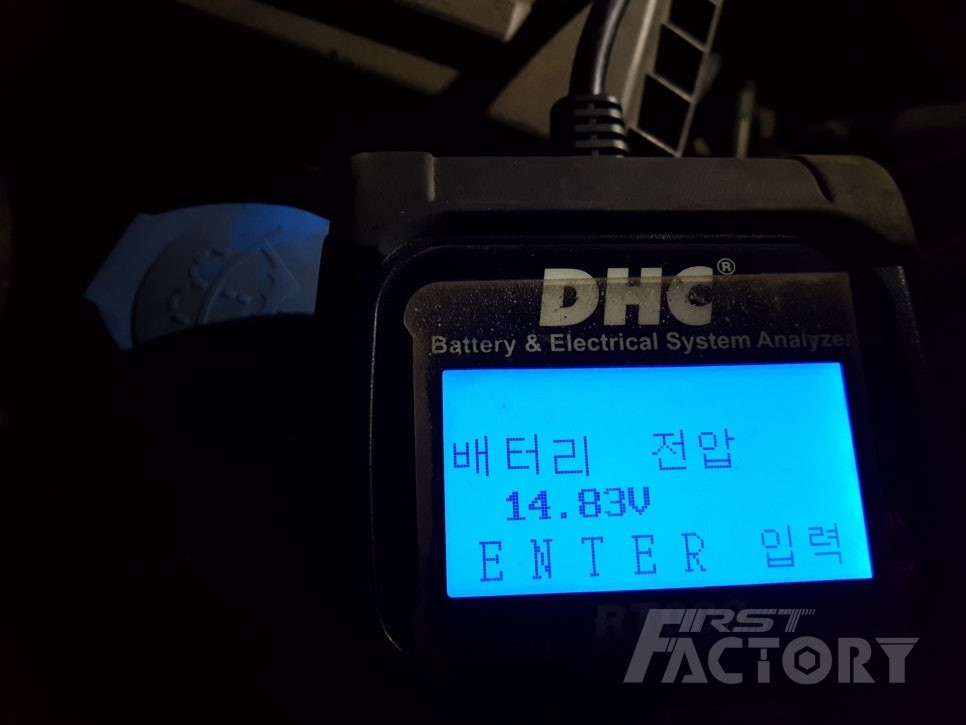 DHC®
Battery & Electrical System Analyzer
배터리 전압
14.83V
ENTER 입력
FIRST
FACTORY